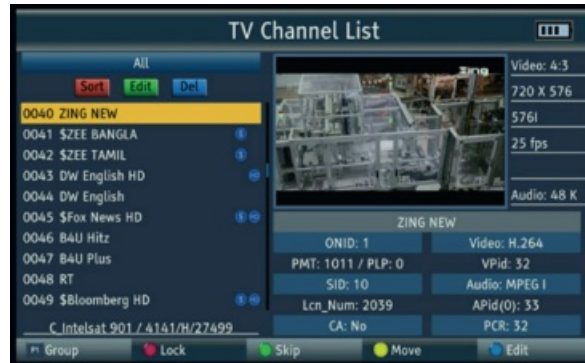 TV Channel List
All
Sort Edit Del
0040 ZING NEW
0041 $ZEE BANGLA
0042 $ZEE TAMIL
0043 DW English HD
0044 DW English
0045 $Fox News HD
0046 B4U Hitz
0047 B4U Plus
0048 RT
0049 $Bloomberg HD
C_Intelsat 901 / 4141/H/27499
Zing
Video: 4:3
720 X 576
576I
25 fps
Audio: 48 K
ZING NEW
ONID: 1 Video: H.264
PMT: 1011 / PLP: 0 VPid: 32
SID: 10 Audio: MPEG I
Lcn_Num: 2039 APid(0): 33
CA: No PCR: 32
Group Lock Skip Move Edit